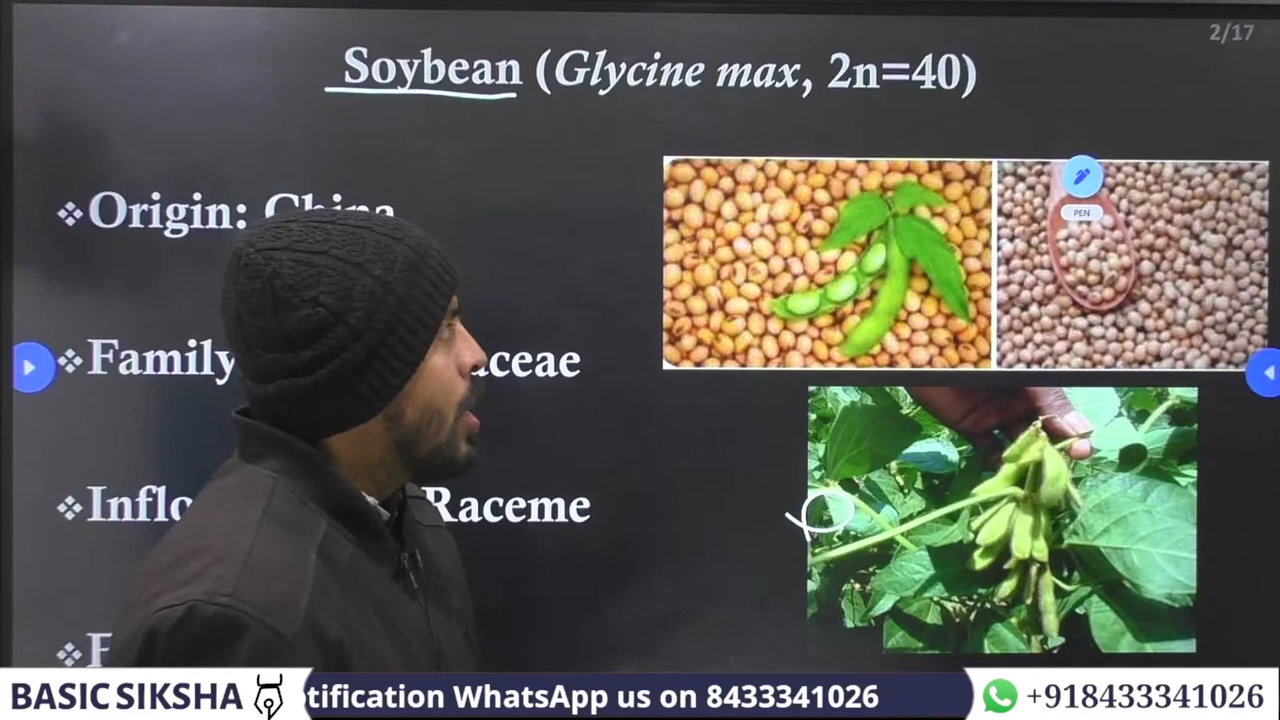 2/17
Soybean (Glycine max, 2n=40)
❖Origin: China
PEN
❖Family aceae
❖Inflo Raceme
❖F
BASIC SIKSHA
tification WhatsApp us on 8433341026
+918433341026